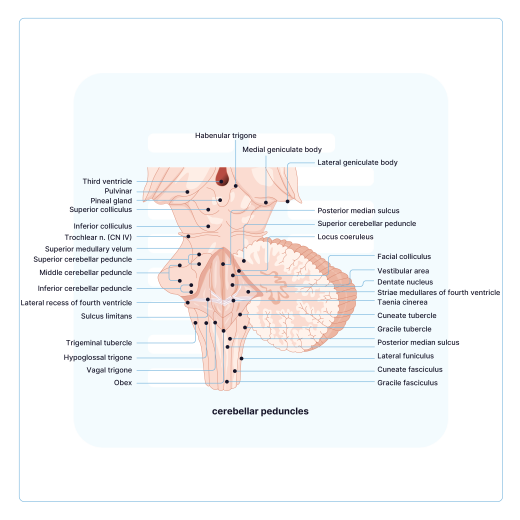 Habenular trigone
Medial geniculate body
Lateral geniculate body
Third ventricle
Pulvinar
Pineal gland
Superior colliculus
Inferior colliculus
Trochlear n. (CN IV)
Superior medullary velum
Superior cerebellar peduncle
Middle cerebellar peduncle
Inferior cerebellar peduncle
Lateral recess of fourth ventricle
Sulcus limitans
Trigeminal tubercle
Hypoglossal trigone
Vagal trigone
Obex
Posterior median sulcus
Superior cerebellar peduncle
Locus coeruleus
Facial colliculus
Vestibular area
Dentate nucleus
Striae medullares of fourth ventricle
Taenia cinerea
Cuneate tubercle
Gracile tubercle
Posterior median sulcus
Lateral funiculus
Cuneate fasciculus
Gracile fasciculus
cerebellar peduncles